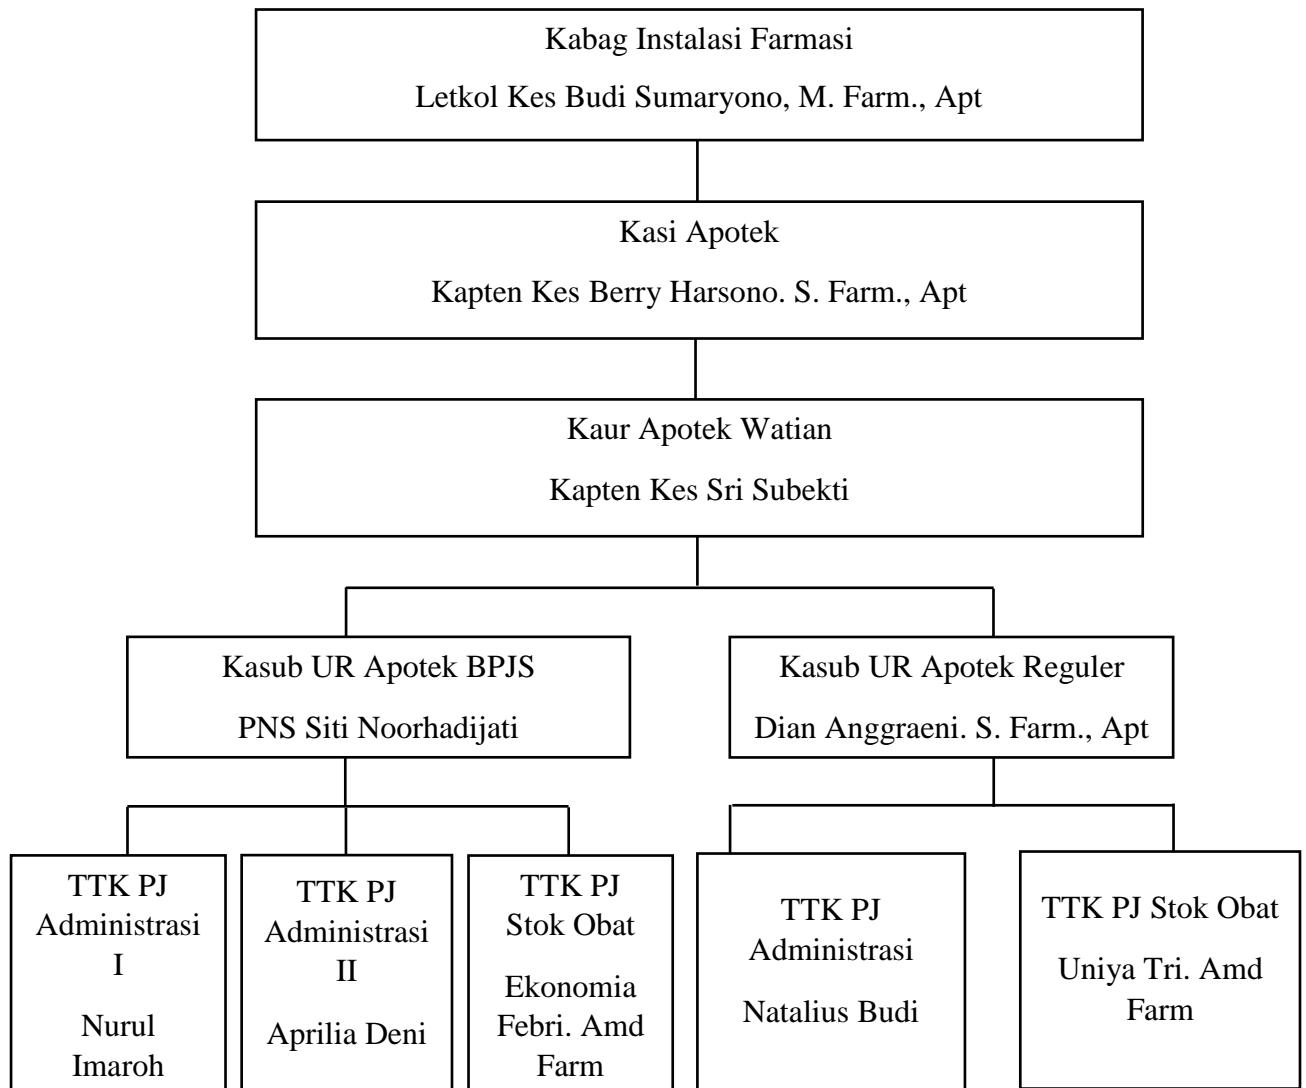 Kabag Instalasi Farmasi
Letkol Kes Budi Sumaryono, M. Farm., Apt
Kasi Apotek
Kapten Kes Berry Harsono. S. Farm., Apt
Kaur Apotek Watian
Kapten Kes Sri Subekti
Kasub UR Apotek BPJS
PNS Siti Noorhadijati
Kasub UR Apotek Reguler
Dian Anggraeni. S. Farm., Apt
TTK PJ
Administrasi
I
Nurul
Imaroh
TTK PJ
Administrasi
II
Aprilia Deni
TTK PJ
Stok Obat
Ekonomia
Febri. Amd
Farm
TTK PJ
Administrasi
Natalius Budi
TTK PJ Stok Obat
Uniya Tri. Amd
Farm